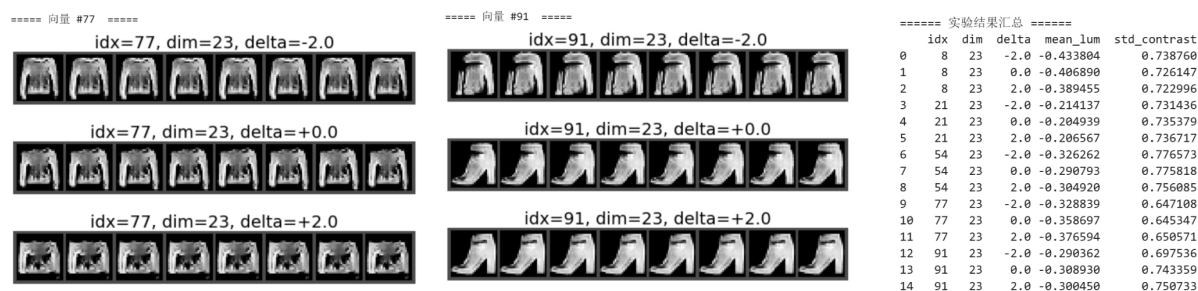 ===== 向量 #77 =====
idx=77, dim=23, delta=-2.0
idx=77, dim=23, delta=+0.0
idx=77, dim=23, delta=+2.0
===== 向量 #91 =====
idx=91, dim=23, delta=-2.0
idx=91, dim=23, delta=+0.0
idx=91, dim=23, delta=+2.0
====== 实验结果汇总 ======
idx dim delta mean_lum std_contrast
0 8 23 -2.0 -0.433804 0.738760
1 8 23 0.0 -0.406890 0.726147
2 8 23 2.0 -0.389455 0.722996
3 21 23 -2.0 -0.214137 0.731436
4 21 23 0.0 -0.204939 0.735379
5 21 23 2.0 -0.206567 0.736717
6 54 23 -2.0 -0.326262 0.776573
7 54 23 0.0 -0.290793 0.775818
8 54 23 2.0 -0.304920 0.756085
9 77 23 -2.0 -0.328839 0.647108
10 77 23 0.0 -0.358697 0.645347
11 77 23 2.0 -0.376594 0.650571
12 91 23 -2.0 -0.290362 0.697536
13 91 23 0.0 -0.308930 0.743359
14 91 23 2.0 -0.300450 0.750733